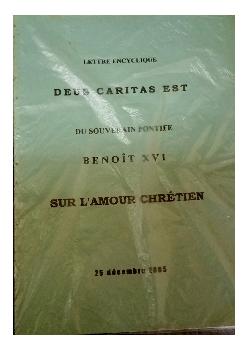 LETTRE ENCYCLIQUE
DEUS CARITAS EST
DU SOUVERAIN PONTIFE
BENOÎT XVI
SUR L'AMOUR CHRÉTIEN
25 décembre 2005